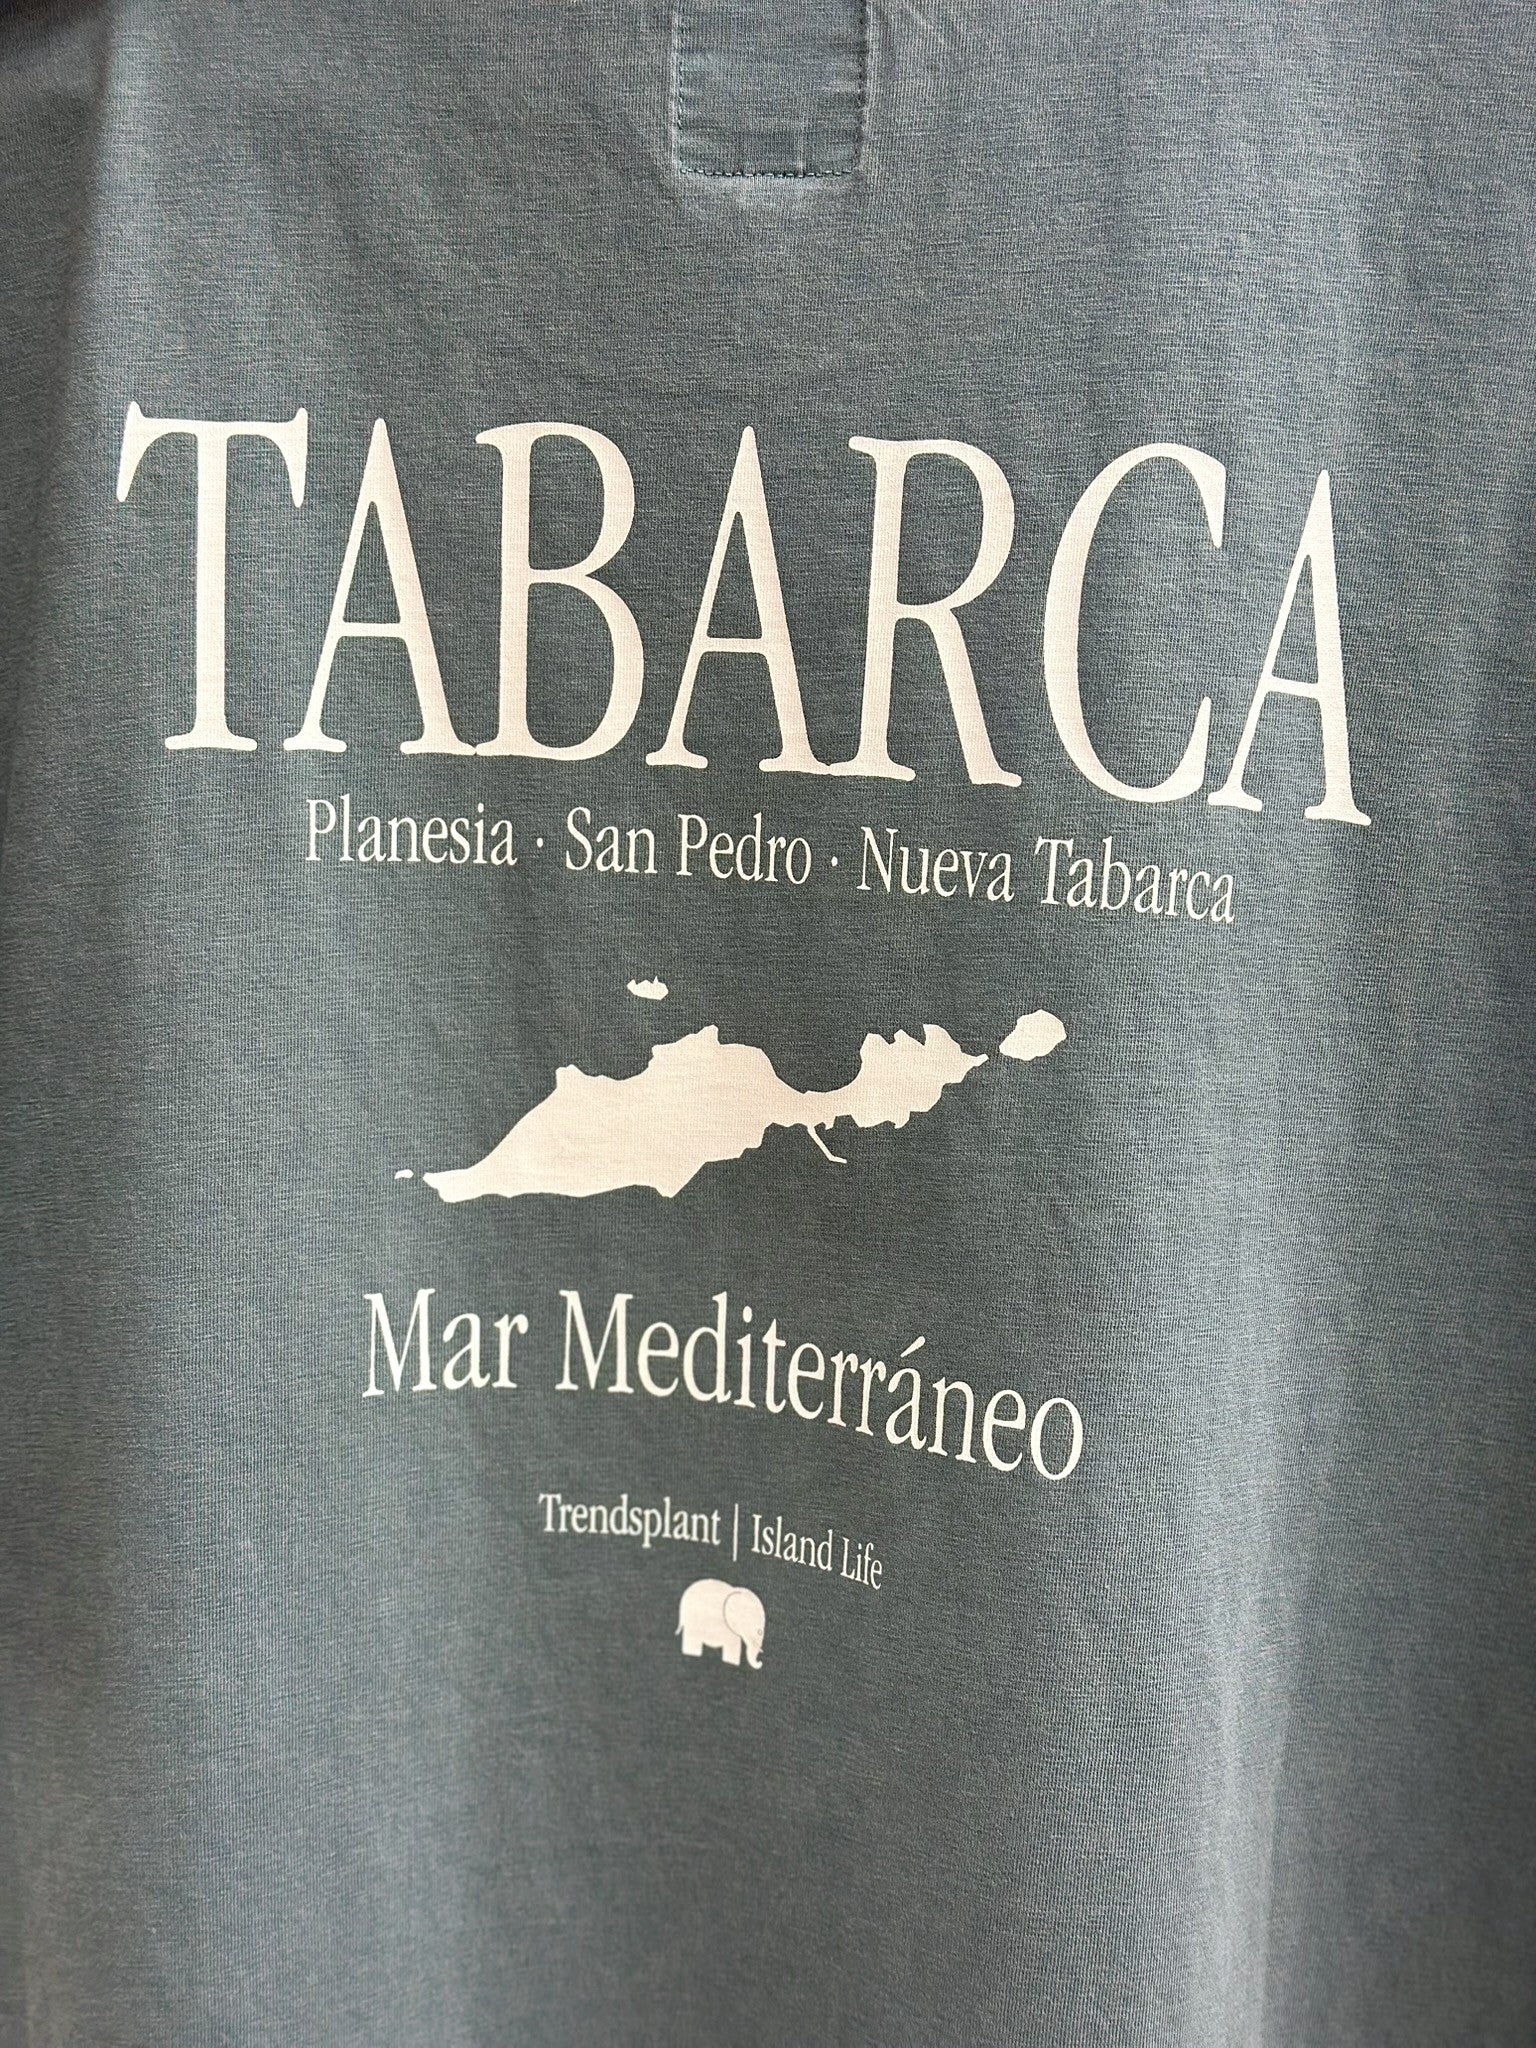 TABARCA
Planesia · San Pedro · Nueva Tabarca
Mar Mediterráneo
Trendsplant | Island Life